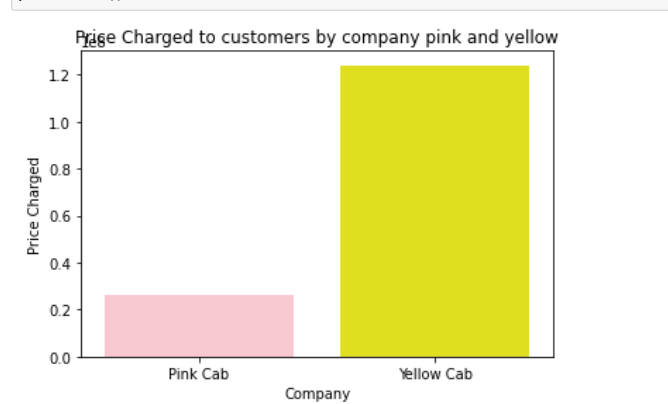 Price Charged to customers by company pink and yellow
1e8
1.2
1.0
0.8
0.6
0.4
0.2
0.0
Price Charged
Pink Cab
Yellow Cab
Company